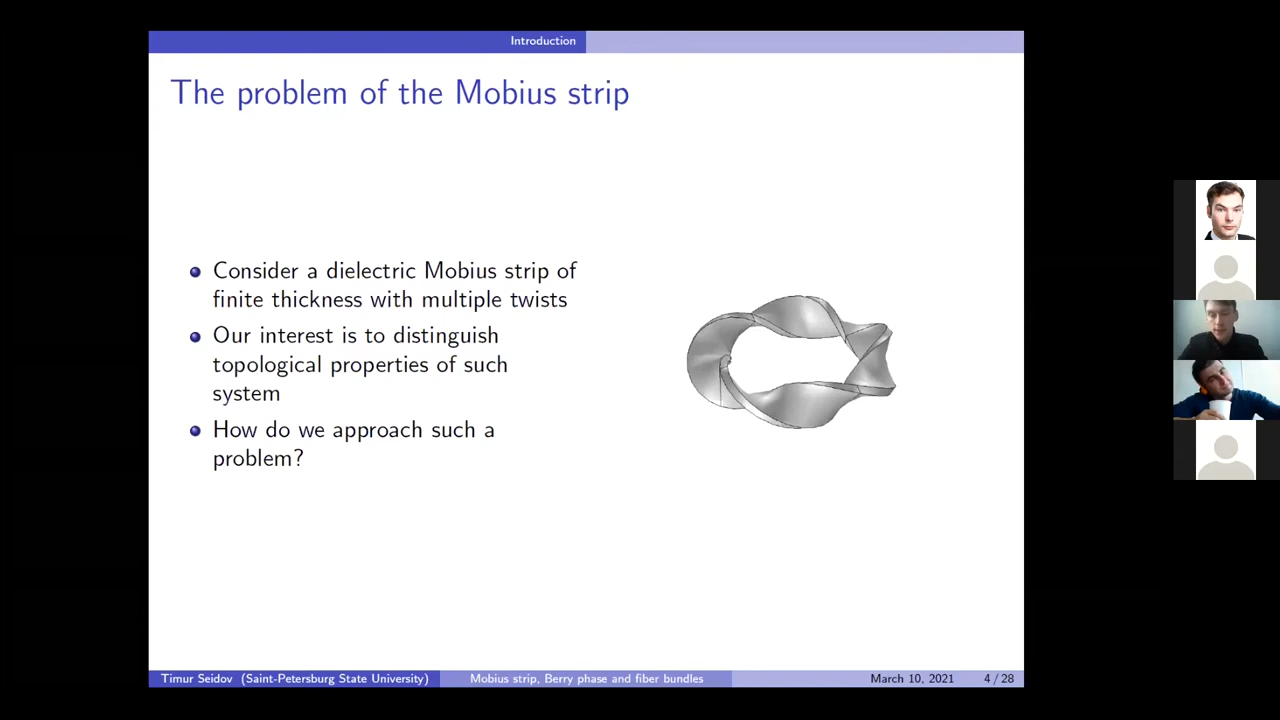 Introduction
The problem of the Mobius strip
Consider a dielectric Mobius strip of
finite thickness with multiple twists
Our interest is to distinguish
topological properties of such
system
How do we approach such a
problem?
Timur Seidov (Saint-Petersburg State University)
Mobius strip, Berry phase and fiber bundles
March 10, 2021
4 / 28